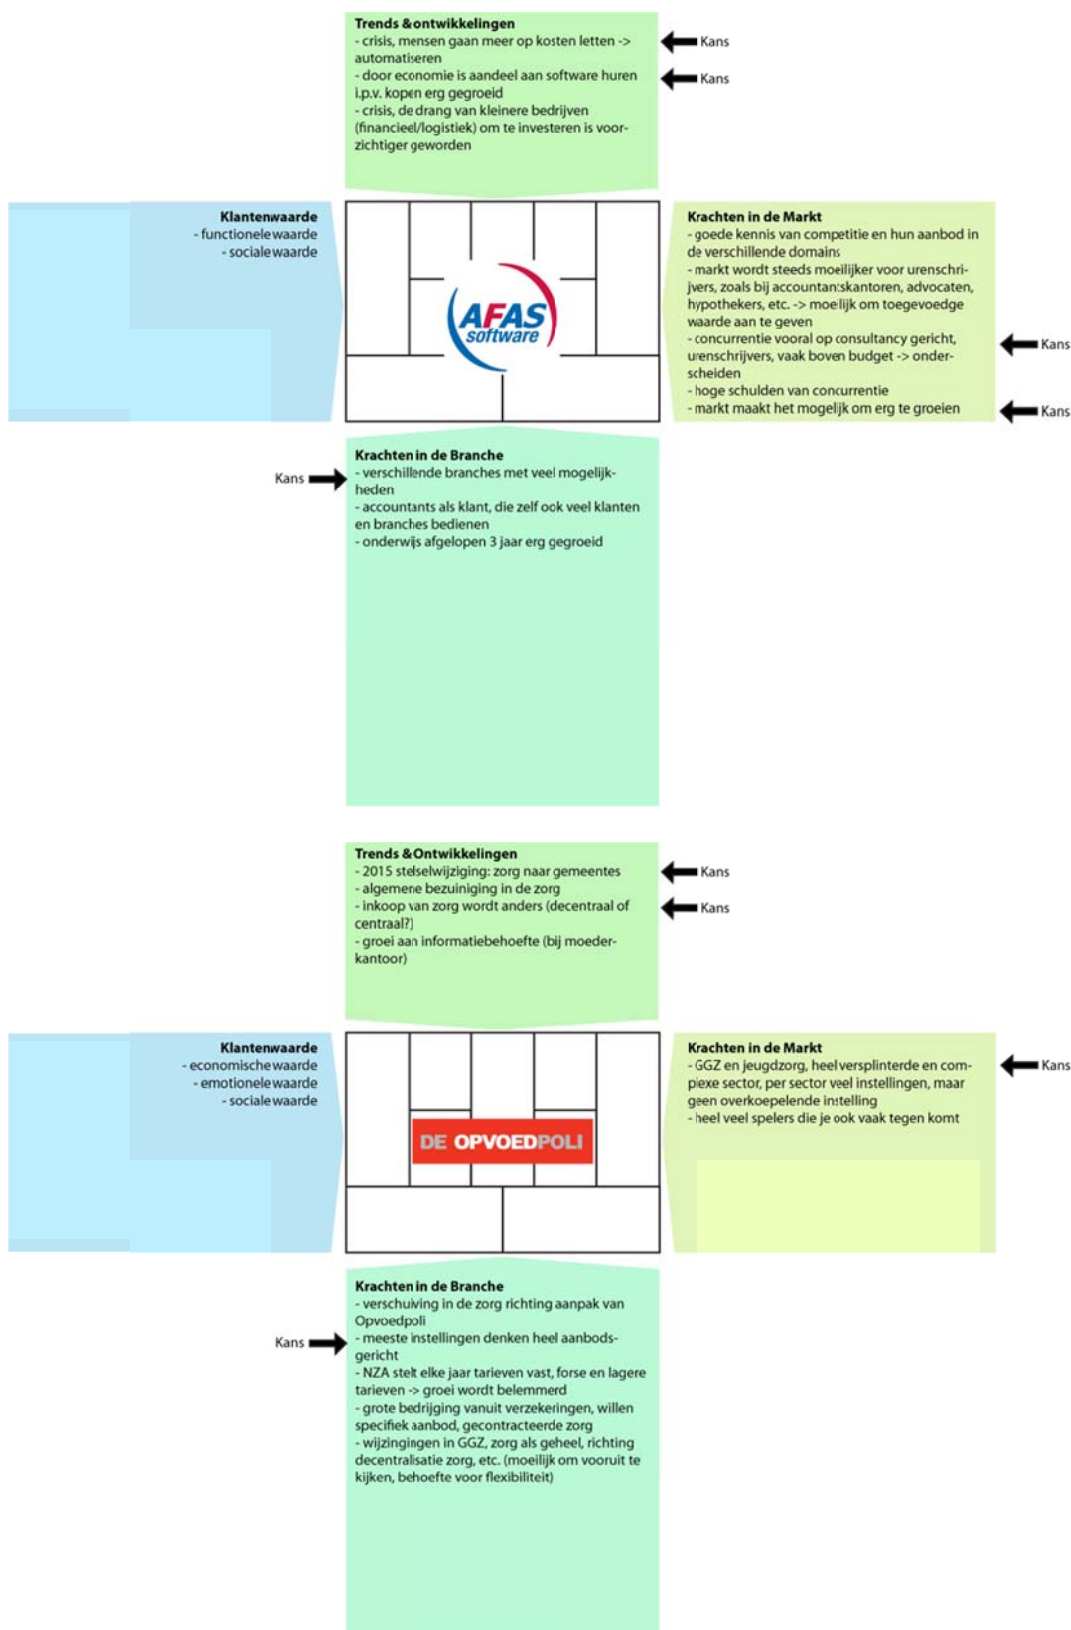 Trends & ontwikkelingen
- crisis, mensen gaan meer op kosten letten ->
automatiseren
- door economie is aandeel aan software huren
i.p.v. kopen erg gegroeid
- crisis, de drang van kleinere bedrijven
(financieel/logistiek) om te investeren is voor-
zichtiger geworden
Kans
Kans
Klantenwaarde
- functionele waarde
- sociale waarde
AFAS
software
Krachten in de Markt
- goede kennis van competitie en hun aanbod in
de verschillende domains
- markt wordt steeds moeilijker voor urenschri-
jvers, zoals bij accountantskantoren, advocaten,
hypothekers, etc. -> moeilijk om toegevoedge
waarde aan te geven
- concurrentie vooral op consultancy gericht,
urenschrijvers, vaak boven budget -> onder-
scheiden
- hoge schulden van concurrentie
- markt maakt het mogelijk om erg te groeien
Kans
Kans
Kans
Krachten in de Branche
- verschillende branches met veel mogelijk-
heden
- accountants als klant, die zelf ook veel klanten
en branches bedienen
- onderwijs afgelopen 3 jaar erg gegroeid
Trends & Ontwikkelingen
- 2015 stelselwijziging: zorg naar gemeentes
- algemene bezuiniging in de zorg
- inkoop van zorg wordt anders (decentraal of
centraal?)
- groei aan informatiebehoefte (bij moeder-
kantoor)
Kans
Kans
Klantenwaarde
- economische waarde
- emotionele waarde
- sociale waarde
DE OPVOEDPOLI
Krachten in de Markt
- GGZ en jeugdzorg, heel versplinterde en com-
plexe sector, per sector veel instellingen, maar
geen overkoepelende instelling
- heel veel spelers die je ook vaak tegen komt
Kans
Kans
Krachten in de Branche
- verschuiving in de zorg richting aanpak van
Opvoedpoli
- meeste instellingen denken heel aanbods-
gericht
- NZA stelt elke jaar tarieven vast, forse en lagere
tarieven -> groei wordt belemmerd
- grote bedrijging vanuit verzekeringen, willen
specifiek aanbod, gecontracteerde zorg
- wijzingingen in GGZ, zorg als geheel, richting
decentralisatie zorg, etc. (moeilijk om vooruit te
kijken, behoefte voor flexibiliteit)